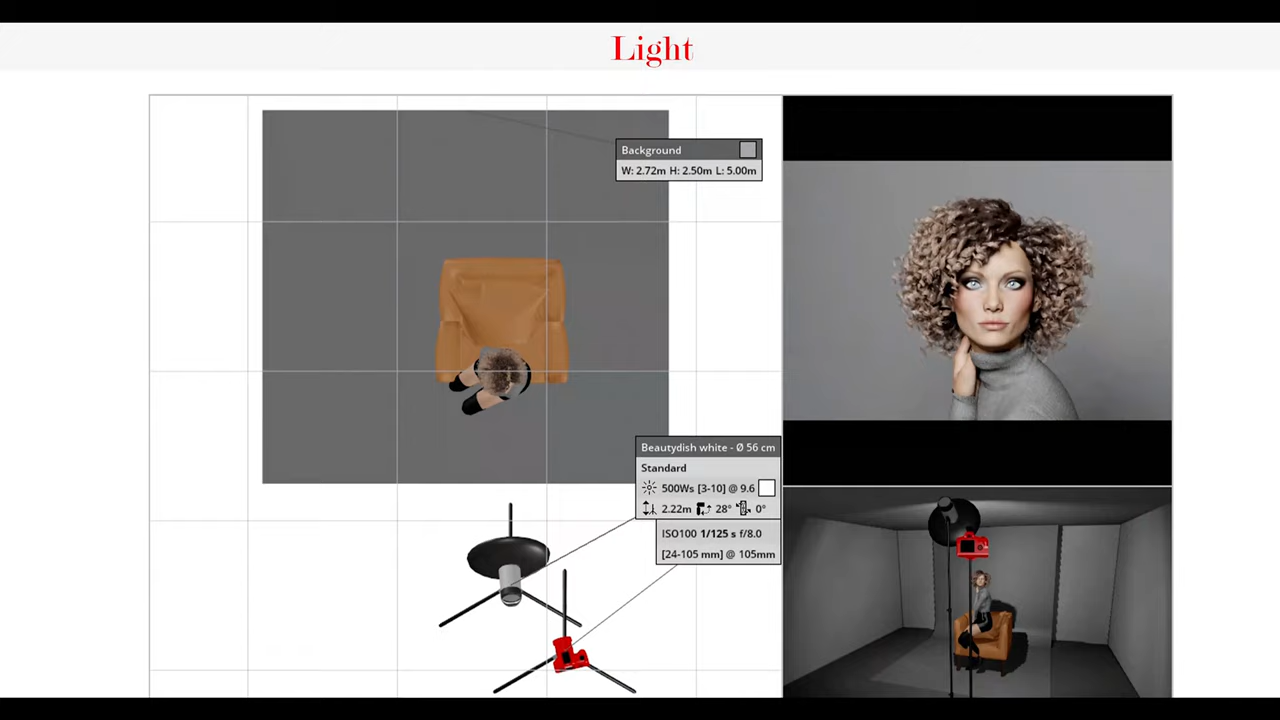 Light
Background
W: 2.72m H: 2.50m L: 5.00m
Beautydish white - Ø 56 cm
Standard
500Ws [3-10] @ 9.6
2.22m 28° 0°
ISO100 1/125 s f/8.0
[24-105 mm] @ 105mm